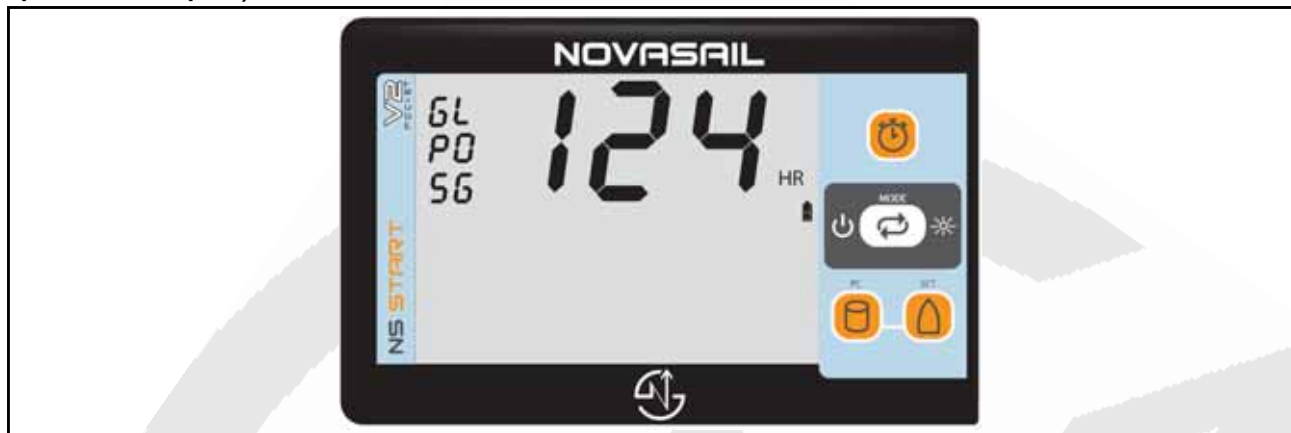 NOVASAIL
V2
POCKET
NS START
GL
PO
SG
124
HR
MODE
PC
SET